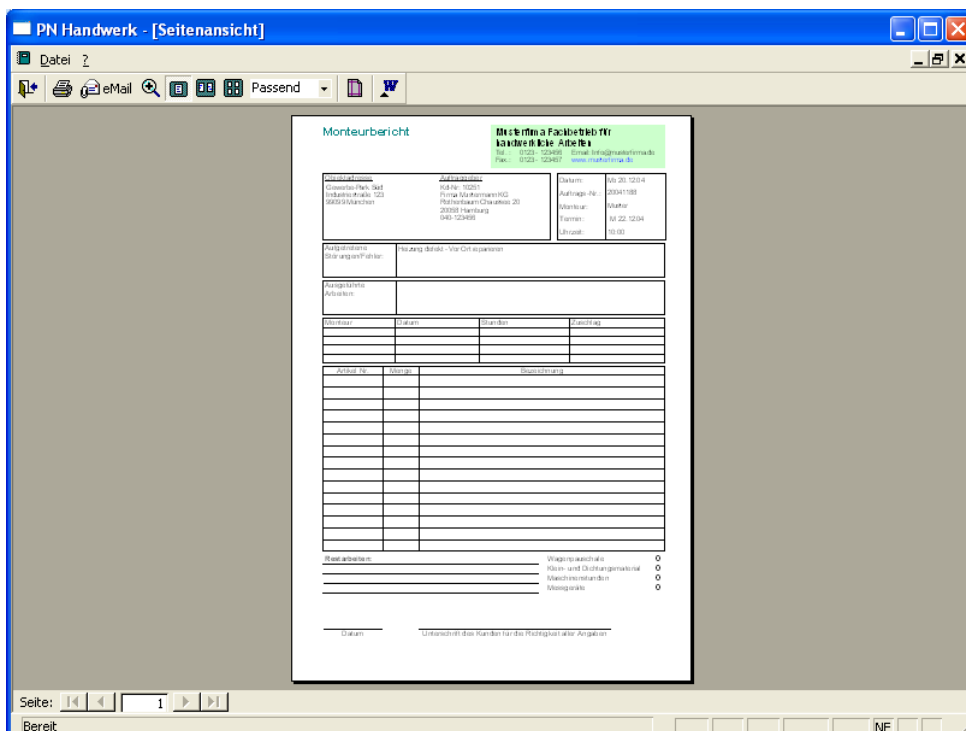 PN Handwerk - [Seitenansicht]
Datei ?
eMail Passend W
Monteurbericht
Musterfirma Fachbetrieb für
handwerkliche Arbeiten
Tel.: 0123 - 123456 Email: Info@musterfirma.de
Fax.: 0123 - 123457 www.musterfirma.de
Objektadresse
Gewerbe-Park Süd
Industriestraße 123
99999 München
Auftraggeber
Kd-Nr: 10251
Firma Mustermann KG
Rothenbaum Chaussee 20
20058 Hamburg
040-123456
Datum: Mo 20.12.04
Auftrags-Nr.: 20041188
Monteur: Muster
Termin: Mi 22.12.04
Uhrzeit: 10:00
Aufgetretene
Störungen/Fehler:
Heizung defekt - Vor Ort reparieren
Ausgeführte
Arbeiten:
Monteur Datum Stunden Zuschlag
Artikel Nr. Menge Bezeichnung
Restarbeiten:
Wagenpauschale 0
Klein- und Dichtungsmaterial 0
Maschinenstunden 0
Messgeräte 0
Datum Unterschrift des Kunden für die Richtigkeit aller Angaben
Seite: 1
Bereit NF